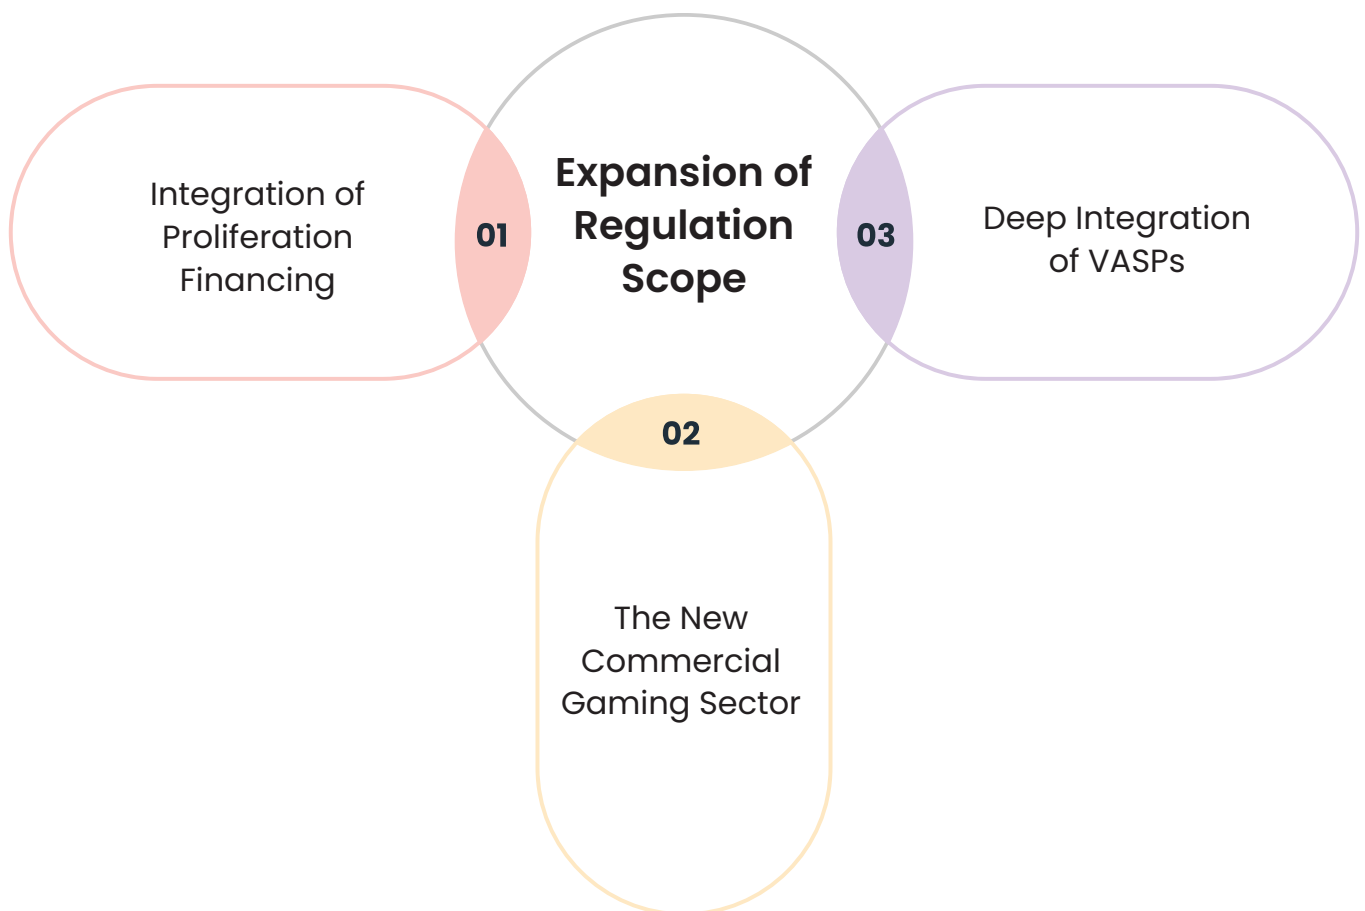 Expansion of
Regulation
Scope
01
Integration of
Proliferation
Financing
02
The New
Commercial
Gaming Sector
03
Deep Integration
of VASPs